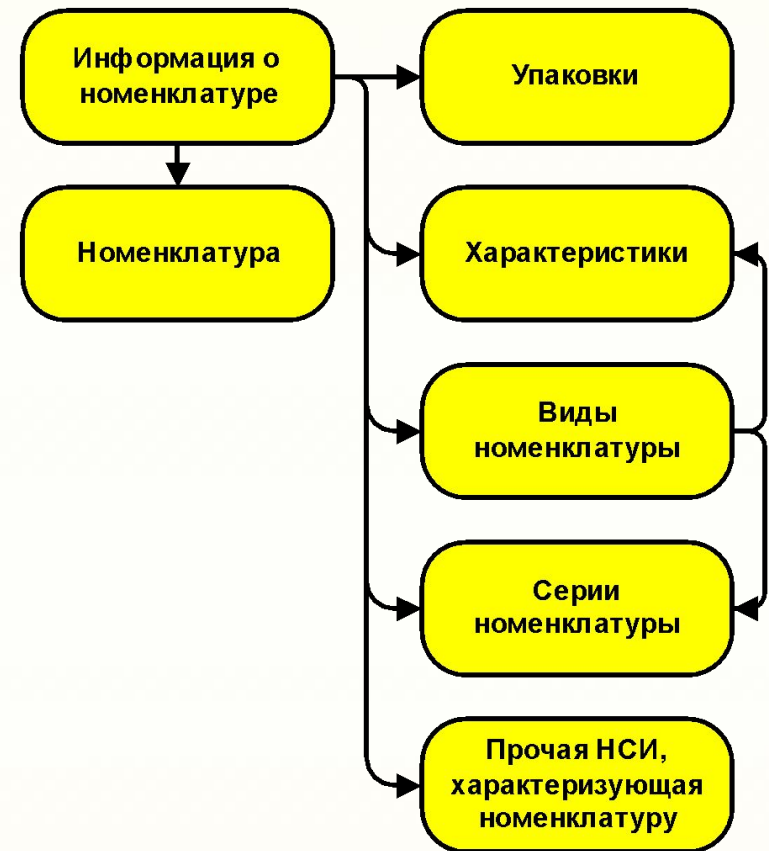 Информация о
номенклатуре
Упаковки
Номенклатура
Характеристики
Виды
номенклатуры
Серии
номенклатуры
Прочая НСИ,
характеризующая
номенклатуру